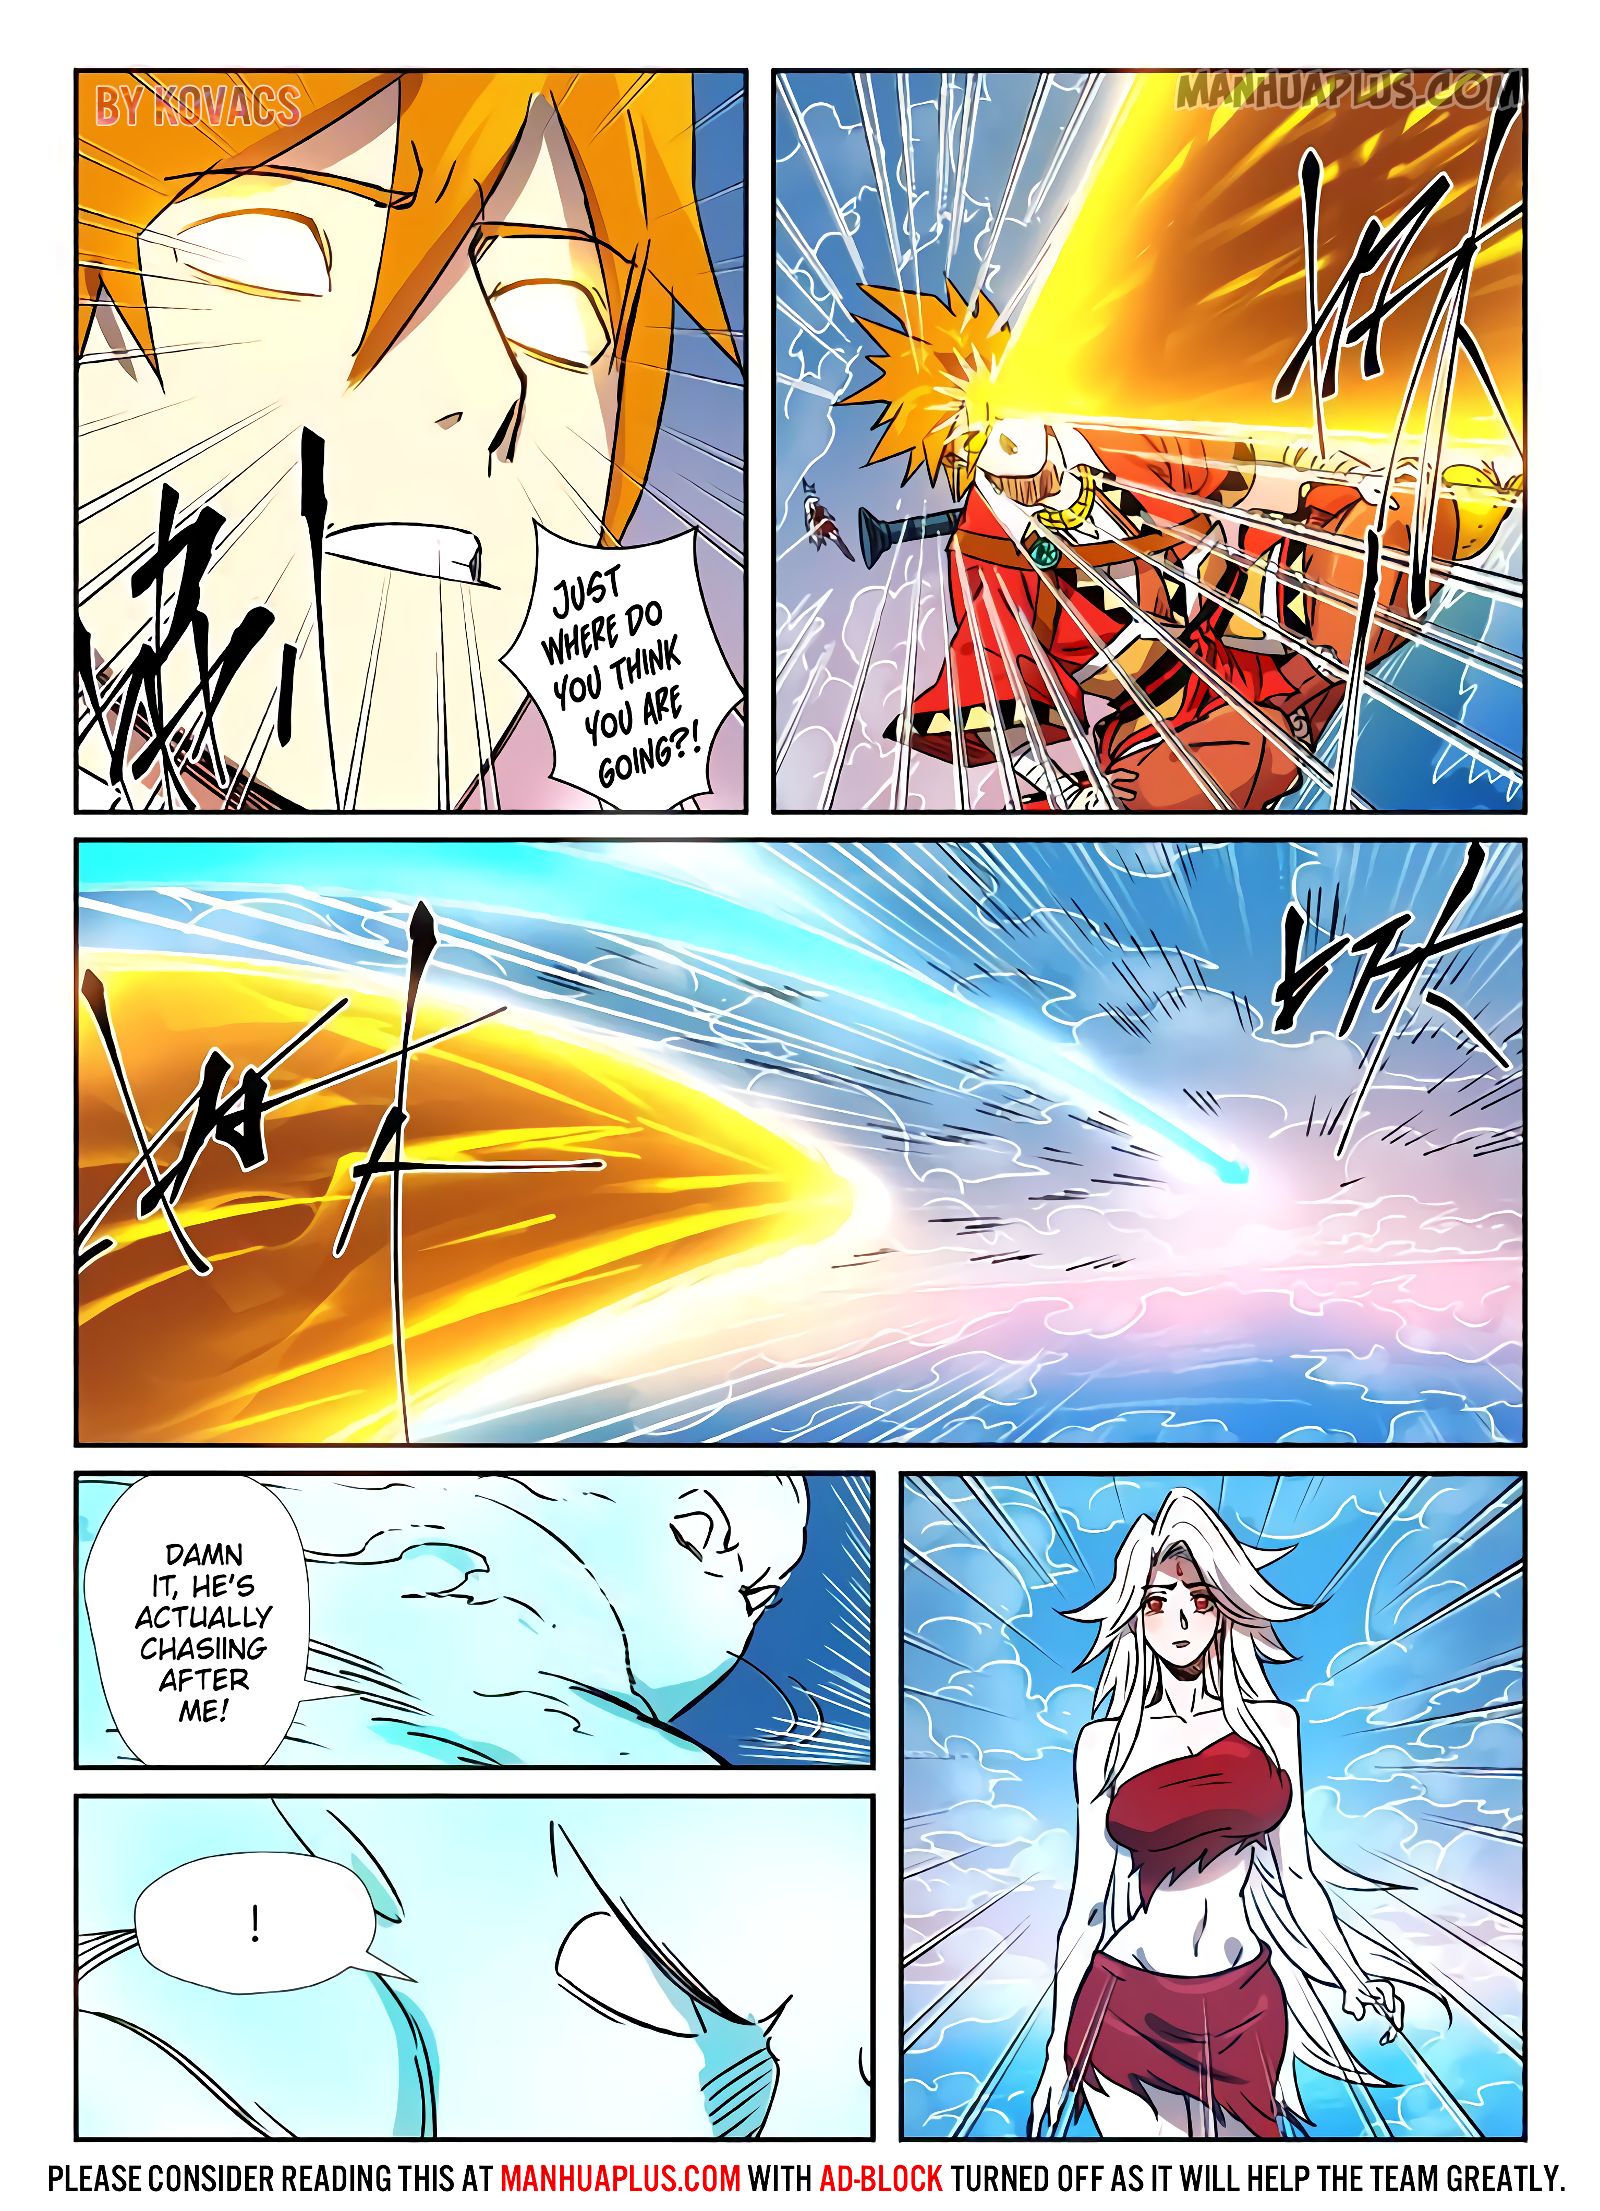 BY KOVACS
MANHUAPLUS.COM
JUST
WHERE DO
YOU THINK
YOU ARE
GOING?!
DAMN
IT, HE'S
ACTUALLY
CHASIING
AFTER
ME!
!
PLEASE CONSIDER READING THIS AT MANHUAPLUS.COM WITH AD-BLOCK TURNED OFF AS IT WILL HELP THE TEAM GREATLY.